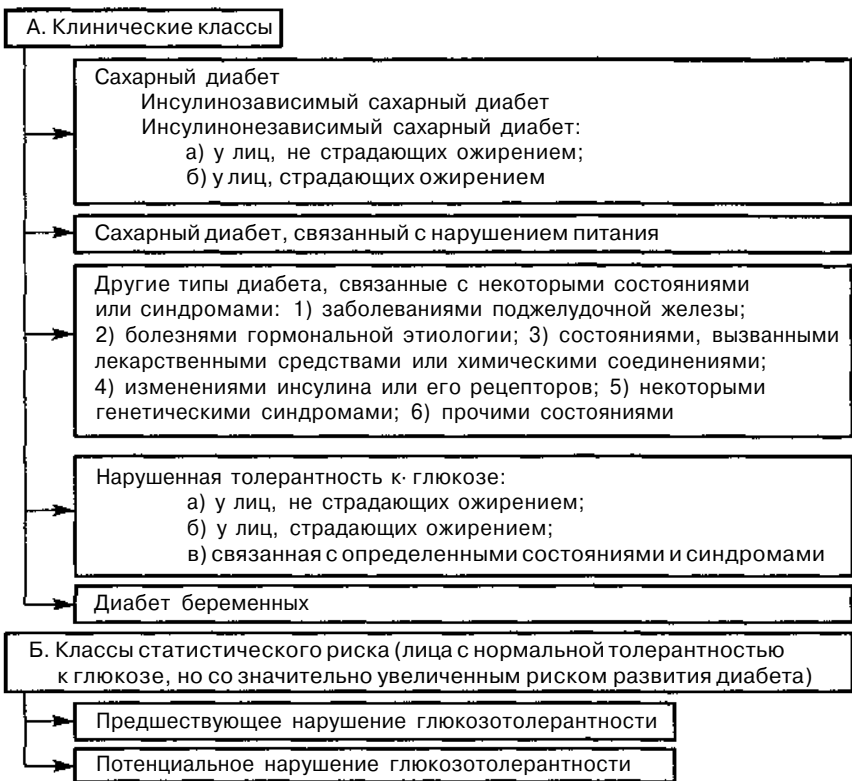 А. Клинические классы
Сахарный диабет
Инсулинозависимый сахарный диабет
Инсулинонезависимый сахарный диабет:
а) у лиц, не страдающих ожирением;
б) у лиц, страдающих ожирением
Сахарный диабет, связанный с нарушением питания
Другие типы диабета, связанные с некоторыми состояниями
или синдромами: 1) заболеваниями поджелудочной железы;
2) болезнями гормональной этиологии; 3) состояниями, вызванными
лекарственными средствами или химическими соединениями;
4) изменениями инсулина или его рецепторов; 5) некоторыми
генетическими синдромами; 6) прочими состояниями
Нарушенная толерантность к· глюкозе:
а) у лиц, не страдающих ожирением;
б) у лиц, страдающих ожирением;
в) связанная с определенными состояниями и синдромами
Диабет беременных
Б. Классы статистического риска (лица с нормальной толерантностью
к глюкозе, но со значительно увеличенным риском развития диабета)
Предшествующее нарушение глюкозотолерантности
Потенциальное нарушение глюкозотолерантности